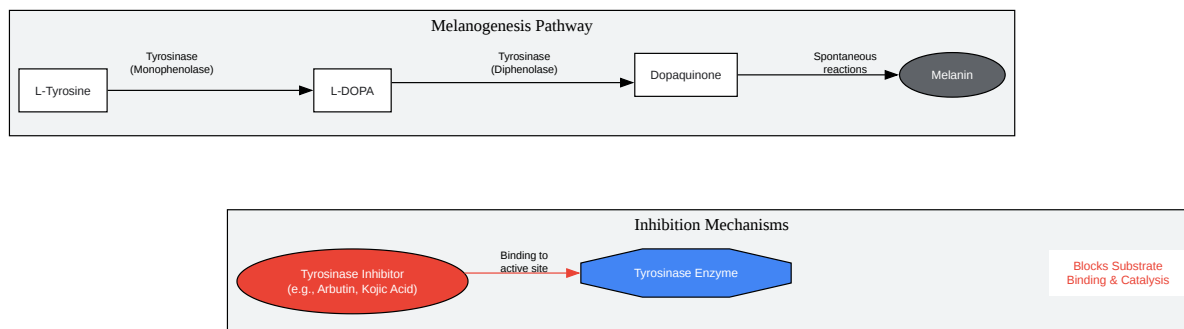 Melanogenesis Pathway
Tyrosinase
(Monophenolase)
Tyrosinase
(Diphenolase)
Spontaneous
reactions
L-Tyrosine
L-DOPA
Dopaquinone
Melanin
Inhibition Mechanisms
Binding to
active site
Tyrosinase Inhibitor
(e.g., Arbutin, Kojic Acid)
Tyrosinase Enzyme
Blocks Substrate
Binding & Catalysis